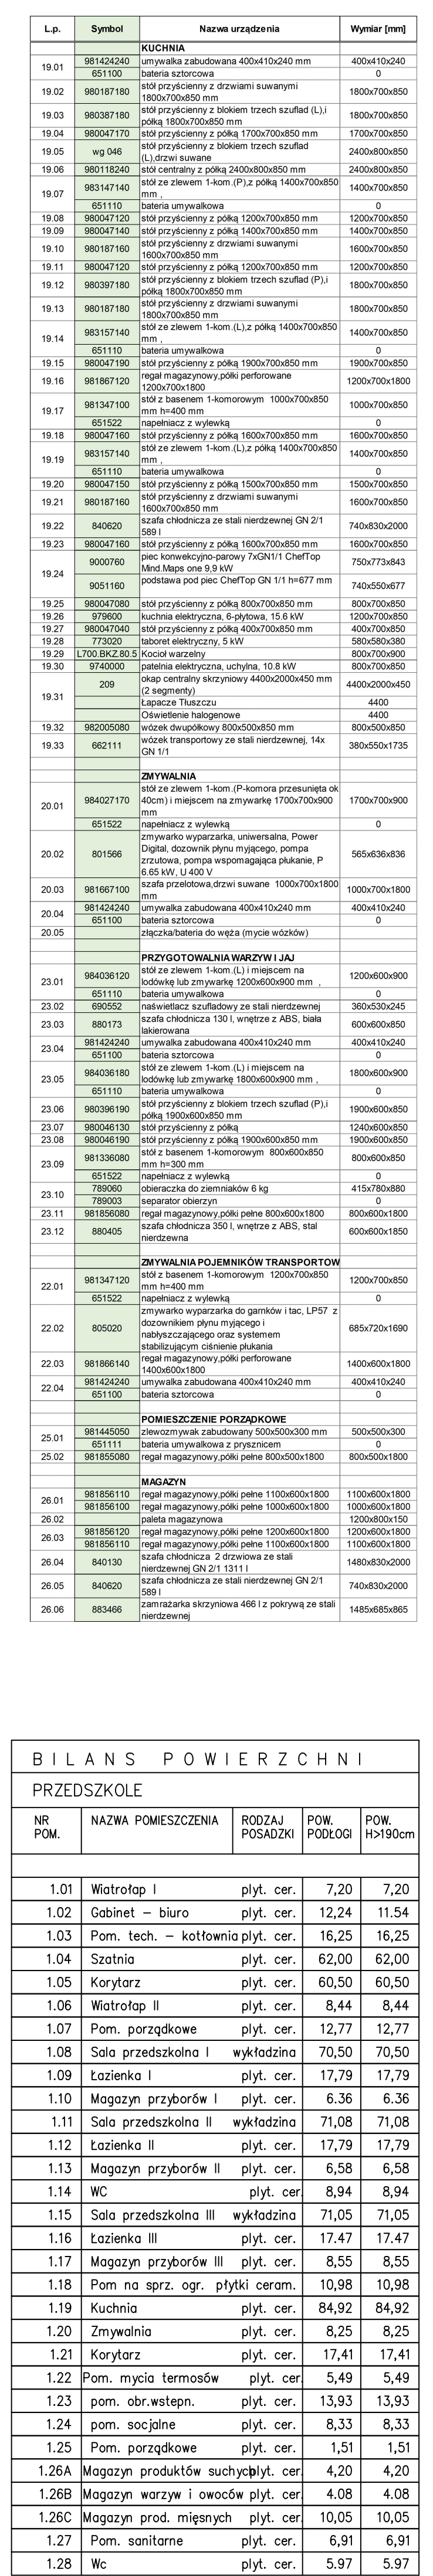 L.p. Symbol Nazwa urządzenia Wymiar [mm]
KUCHNIA
19.01 981424240 umywalka zabudowana 400x410x240 mm 400x410x240
651100 bateria sztorcowa 0
19.02 980187180 stół przyścienny z drzwiami suwanymi
1800x700x850 mm 1800x700x850
19.03 980387180 stół przyścienny z blokiem trzech szuflad (L),i
półką 1800x700x850 mm 1800x700x850
19.04 980047170 stół przyścienny z półką 1700x700x850 mm 1700x700x850
19.05 wg 046 stół przyścienny z blokiem trzech szuflad
(L),drzwi suwane 2400x800x850
19.06 980118240 stół centralny z półką 2400x800x850 mm 2400x800x850
19.07 983147140 stół ze zlewem 1-kom.(P),z półką 1400x700x850
mm , 1400x700x850
651110 bateria umywalkowa 0
19.08 980047120 stół przyścienny z półką 1200x700x850 mm 1200x700x850
19.09 980047140 stół przyścienny z półką 1400x700x850 mm 1400x700x850
19.10 980187160 stół przyścienny z drzwiami suwanymi
1600x700x850 mm 1600x700x850
19.11 980047120 stół przyścienny z półką 1200x700x850 mm 1200x700x850
19.12 980397180 stół przyścienny z blokiem trzech szuflad (P),i
półką 1800x700x850 mm 1800x700x850
19.13 980187180 stół przyścienny z drzwiami suwanymi
1800x700x850 mm 1800x700x850
19.14 983157140 stół ze zlewem 1-kom.(L),z półką 1400x700x850
mm , 1400x700x850
651110 bateria umywalkowa 0
19.15 980047190 stół przyścienny z półką 1900x700x850 mm 1900x700x850
19.16 981867120 regał magazynowy,półki perforowane
1200x700x1800 1200x700x1800
19.17 981347100 stół z basenem 1-komorowym 1000x700x850
mm h=400 mm 1000x700x850
651522 napełniacz z wylewką 0
19.18 980047160 stół przyścienny z półką 1600x700x850 mm 1600x700x850
19.19 983157140 stół ze zlewem 1-kom.(L),z półką 1400x700x850
mm , 1400x700x850
651110 bateria umywalkowa 0
19.20 980047150 stół przyścienny z półką 1500x700x850 mm 1500x700x850
19.21 980187160 stół przyścienny z drzwiami suwanymi
1600x700x850 mm 1600x700x850
19.22 840620 szafa chłodnicza ze stali nierdzewnej GN 2/1
589 l 740x830x2000
19.23 980047160 stół przyścienny z półką 1600x700x850 mm 1600x700x850
19.24 9000760 piec konwekcyjno-parowy 7xGN1/1 ChefTop
Mind.Maps one 9,9 kW 750x773x843
9051160 podstawa pod piec ChefTop GN 1/1 h=677 mm 740x550x677
19.25 980047080 stół przyścienny z półką 800x700x850 mm 800x700x850
19.26 979600 kuchnia elektryczna, 6-płytowa, 15.6 kW 1200x700x850
19.27 980047040 stół przyścienny z półką 400x700x850 mm 400x700x850
19.28 773020 taboret elektryczny, 5 kW 580x580x380
19.29 L700.BKZ.80.5 Kocioł warzelny 800x700x900
19.30 9740000 patelnia elektryczna, uchylna, 10.8 kW 800x700x850
19.31 209 okap centralny skrzyniowy 4400x2000x450 mm
(2 segmenty) 4400x2000x450
Łapacze Tłuszczu 4400
Oświetlenie halogenowe 4400
19.32 982005080 wózek dwupółkowy 800x500x850 mm 800x500x850
19.33 662111 wózek transportowy ze stali nierdzewnej, 14x
GN 1/1 380x550x1735
ZMYWALNIA
20.01 984027170 stół ze zlewem 1-kom.(P-komora przesunięta ok
40cm) i miejscem na zmywarkę 1700x700x900
mm 1700x700x900
651522 napełniacz z wylewką 0
20.02 801566 zmywarko wyparzarka, uniwersalna, Power
Digital, dozownik płynu myjącego, pompa
zrzutowa, pompa wspomagająca płukanie, P
6.65 kW, U 400 V 565x636x836
20.03 981667100 szafa przelotowa,drzwi suwane 1000x700x1800
mm 1000x700x1800
20.04 981424240 umywalka zabudowana 400x410x240 mm 400x410x240
651100 bateria sztorcowa 0
20.05 złączka/bateria do węża (mycie wózków)
PRZYGOTOWALNIA WARZYW I JAJ
23.01 984036120 stół ze zlewem 1-kom.(L) i miejscem na
lodówkę lub zmywarkę 1200x600x900 mm , 1200x600x900
651110 bateria umywalkowa 0
23.02 690552 naświetlacz szufladowy ze stali nierdzewnej 360x530x245
23.03 880173 szafa chłodnicza 130 l, wnętrze z ABS, biała
lakierowana 600x600x850
23.04 981424240 umywalka zabudowana 400x410x240 mm 400x410x240
651100 bateria sztorcowa 0
23.05 984036180 stół ze zlewem 1-kom.(L) i miejscem na
lodówkę lub zmywarkę 1800x600x900 mm , 1800x600x900
651110 bateria umywalkowa 0
23.06 980396190 stół przyścienny z blokiem trzech szuflad (P),i
półką 1900x600x850 mm 1900x600x850
23.07 980046130 stół przyścienny z półką 1240x600x850
23.08 980046190 stół przyścienny z półką 1900x600x850 mm 1900x600x850
23.09 981336080 stół z basenem 1-komorowym 800x600x850
mm h=300 mm 800x600x850
651522 napełniacz z wylewką 0
23.10 789060 obieraczka do ziemniaków 6 kg 415x780x880
789003 separator obierzyn 0
23.11 981856080 regał magazynowy,półki pełne 800x600x1800 800x600x1800
23.12 880405 szafa chłodnicza 350 l, wnętrze z ABS, stal
nierdzewna 600x600x1850
ZMYWALNIA POJEMNIKÓW TRANSPORTOW
22.01 981347120 stół z basenem 1-komorowym 1200x700x850
mm h=400 mm 1200x700x850
651522 napełniacz z wylewką 0
22.02 805020 zmywarko wyparzarka do garnków i tac, LP57 z
dozownikiem płynu myjącego i
nabłyszczającego oraz systemem
stabilizującym ciśnienie płukania 685x720x1690
22.03 981866140 regał magazynowy,półki perforowane
1400x600x1800 1400x600x1800
22.04 981424240 umywalka zabudowana 400x410x240 mm 400x410x240
651100 bateria sztorcowa 0
POMIESZCZENIE PORZĄDKOWE
25.01 981445050 zlewozmywak zabudowany 500x500x300 mm 500x500x300
651111 bateria umywalkowa z prysznicem 0
25.02 981855080 regał magazynowy,półki pełne 800x500x1800 800x500x1800
MAGAZYN
26.01 981856110 regał magazynowy,półki pełne 1100x600x1800 1100x600x1800
981856100 regał magazynowy,półki pełne 1000x600x1800 1000x600x1800
26.02 paleta magazynowa 1200x800x150
26.03 981856120 regał magazynowy,półki pełne 1200x600x1800 1200x600x1800
981856110 regał magazynowy,półki pełne 1100x600x1800 1100x600x1800
26.04 840130 szafa chłodnicza 2 drzwiowa ze stali
nierdzewnej GN 2/1 1311 l 1480x830x2000
26.05 840620 szafa chłodnicza ze stali nierdzewnej GN 2/1
589 l 740x830x2000
26.06 883466 zamrażarka skrzyniowa 466 l z pokrywą ze stali
nierdzewnej 1485x685x865
BILANS POWIERZCHNI
PRZEDSZKOLE
NR NAZWA POMIESZCZENIA RODZAJ POW. POW.
POM. POSADZKI PODŁOGI H>190cm
1.01 Wiatrołap I plyt. cer. 7,20 7,20
1.02 Gabinet – biuro plyt. cer. 12,24 11.54
1.03 Pom. tech. – kotłownia plyt. cer. 16,25 16,25
1.04 Szatnia plyt. cer. 62,00 62,00
1.05 Korytarz plyt. cer. 60,50 60,50
1.06 Wiatrołap II plyt. cer. 8,44 8,44
1.07 Pom. porządkowe plyt. cer. 12,77 12,77
1.08 Sala przedszkolna I wykładzina 70,50 70,50
1.09 Łazienka I plyt. cer. 17,79 17,79
1.10 Magazyn przyborów I plyt. cer. 6.36 6.36
1.11 Sala przedszkolna II wykładzina 71,08 71,08
1.12 Łazienka II plyt. cer. 17,79 17,79
1.13 Magazyn przyborów II plyt. cer. 6,58 6,58
1.14 WC plyt. cer. 8,94 8,94
1.15 Sala przedszkolna III wykładzina 71,05 71,05
1.16 Łazienka III plyt. cer. 17.47 17.47
1.17 Magazyn przyborów III plyt. cer. 8,55 8,55
1.18 Pom na sprz. ogr. płytki ceram. 10,98 10,98
1.19 Kuchnia plyt. cer. 84,92 84,92
1.20 Zmywalnia plyt. cer. 8,25 8,25
1.21 Korytarz plyt. cer. 17,41 17,41
1.22 Pom. mycia termosów plyt. cer. 5,49 5,49
1.23 pom. obr.wstepn. plyt. cer. 13,93 13,93
1.24 pom. socjalne plyt. cer. 8,33 8,33
1.25 Pom. porządkowe plyt. cer. 1,51 1,51
1.26A Magazyn produktów suchych plyt. cer. 4,20 4,20
1.26B Magazyn warzyw i owoców plyt. cer. 4.08 4.08
1.26C Magazyn prod. mięsnych plyt. cer. 10,05 10,05
1.27 Pom. sanitarne plyt. cer. 6,91 6,91
1.28 Wc plyt. cer. 5.97 5.97